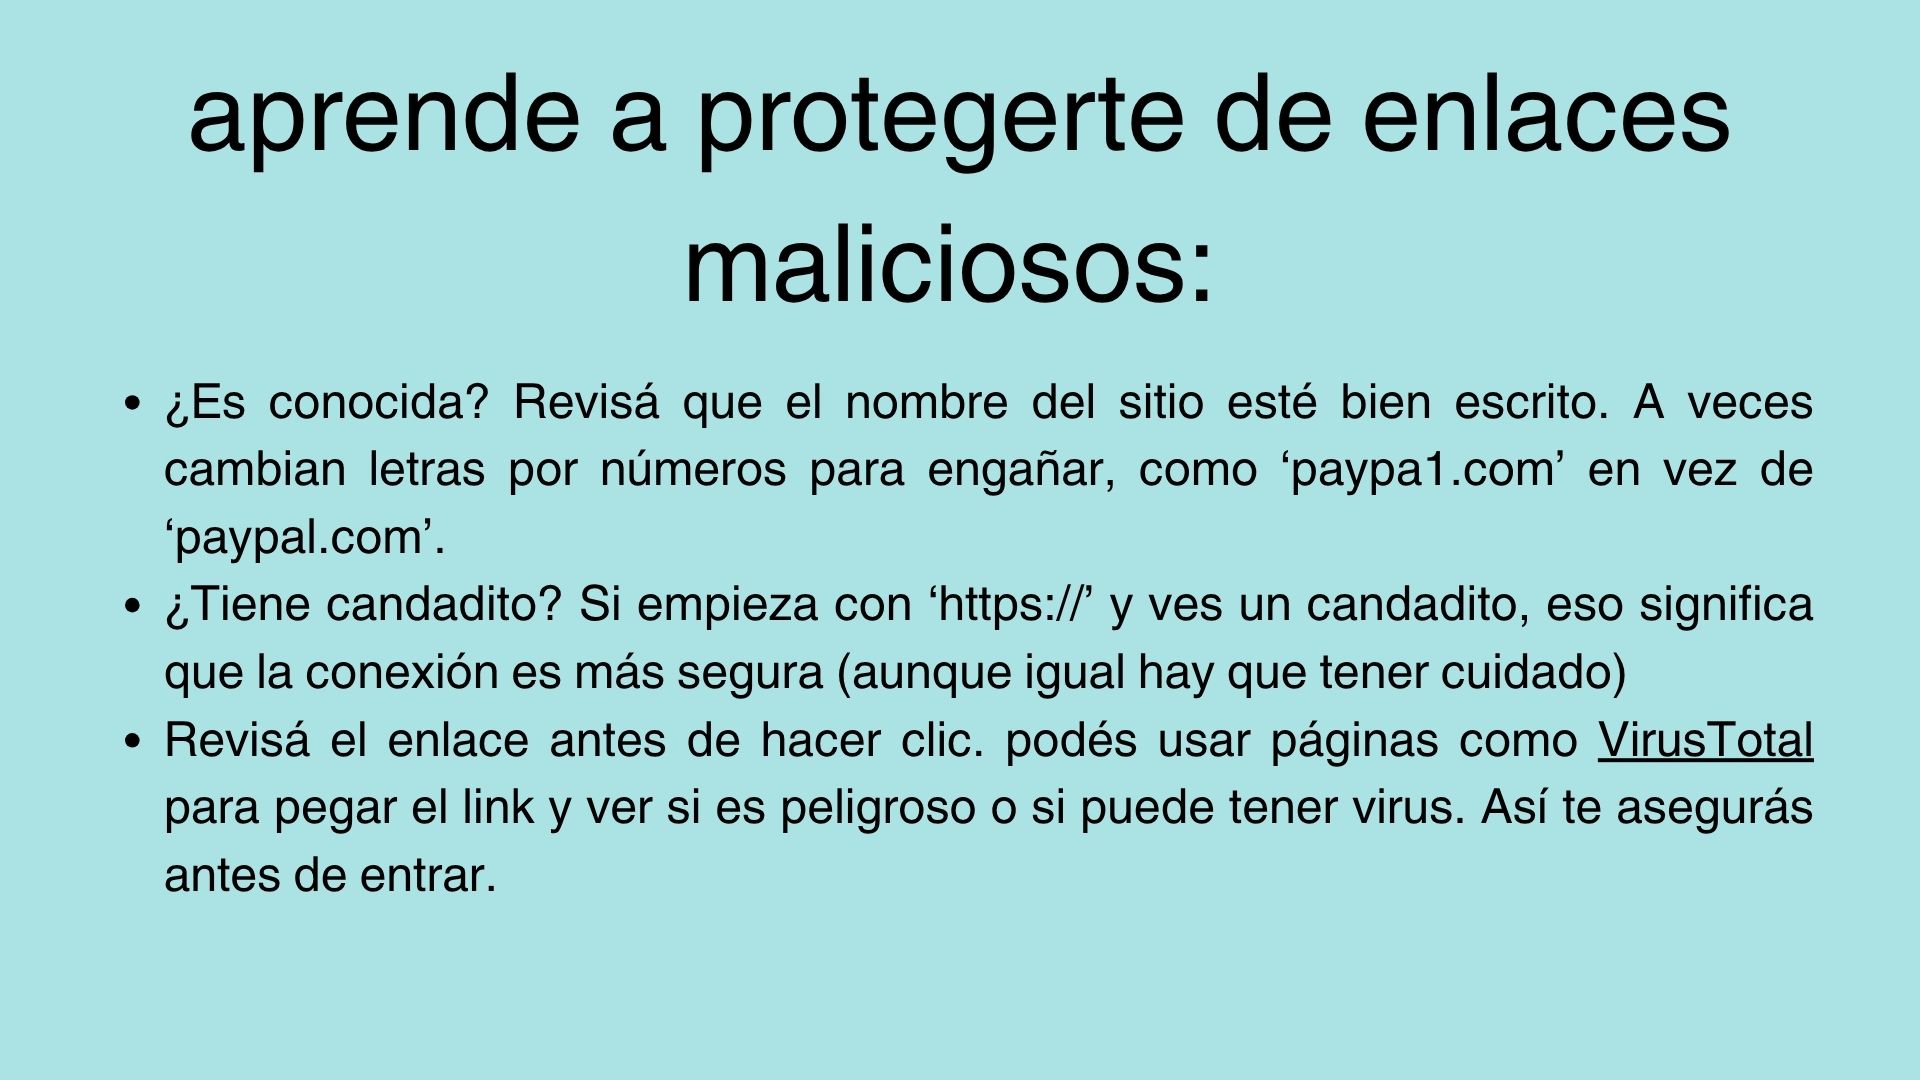 aprende a protegerte de enlaces
maliciosos:
• ¿Es conocida? Revisá que el nombre del sitio esté bien escrito. A veces
cambian letras por números para engañar, como ‘paypa1.com’ en vez de
‘paypal.com’.
• ¿Tiene candadito? Si empieza con ‘https://’ y ves un candadito, eso significa
que la conexión es más segura (aunque igual hay que tener cuidado)
• Revisá el enlace antes de hacer clic. podés usar páginas como VirusTotal
para pegar el link y ver si es peligroso o si puede tener virus. Así te asegurás
antes de entrar.